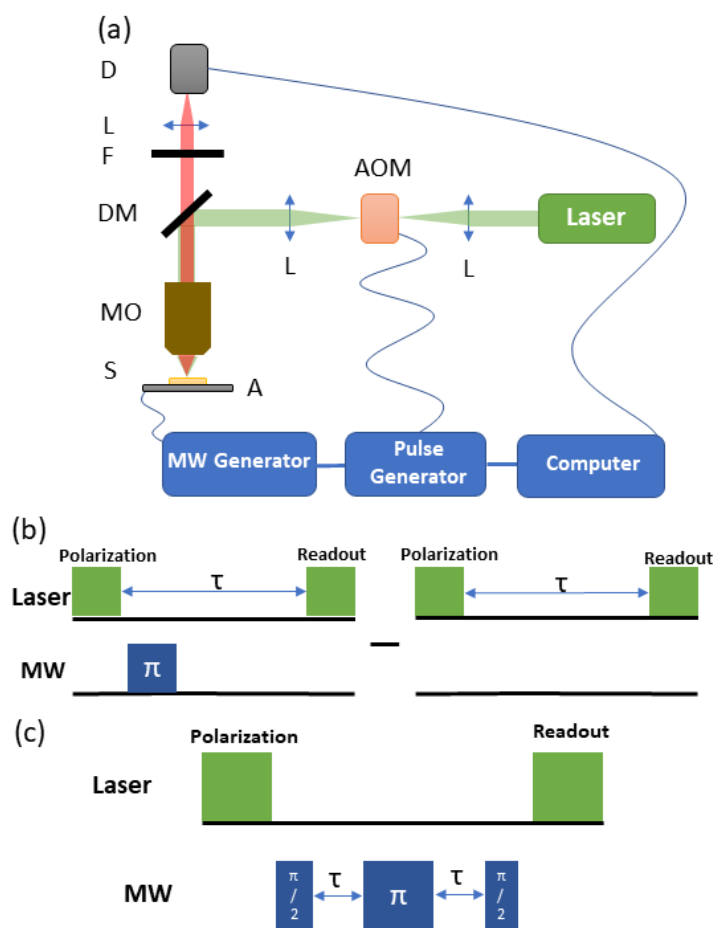 (a)
D
L
F
AOM
DM
Laser
L
L
MO
S
A
MW Generator
Pulse
Generator
Computer
(b)
Polarization
Readout
Polarization
Readout
τ
τ
Laser
MW
π
(c)
Polarization
Readout
Laser
MW
π
/
2
τ
π
τ
π
/
2